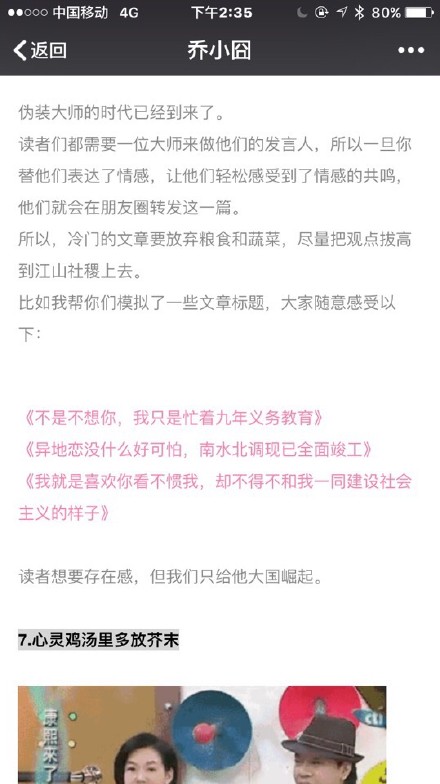 中国移动 4G 下午2:35 80%
返回 乔小囧
伪装大师的时代已经到来了。
读者们都需要一位大师来做他们的发言人，所以一旦你
替他们表达了情感，让他们轻松感受到了情感的共鸣，
他们就会在朋友圈转发这一篇。
所以，冷门的文章要放弃粮食和蔬菜，尽量把观点拔高
到江山社稷上去。
比如我帮你们模拟了一些文章标题，大家随意感受以
下：
《不是不想你，我只是忙着九年义务教育》
《异地恋没什么好可怕，南水北调现已全面竣工》
《我就是喜欢你看不惯我，却不得不和我一同建设社会
主义的样子》
读者想要存在感，但我们只给他大国崛起。
7.心灵鸡汤里多放芥末
康熙来了
cti